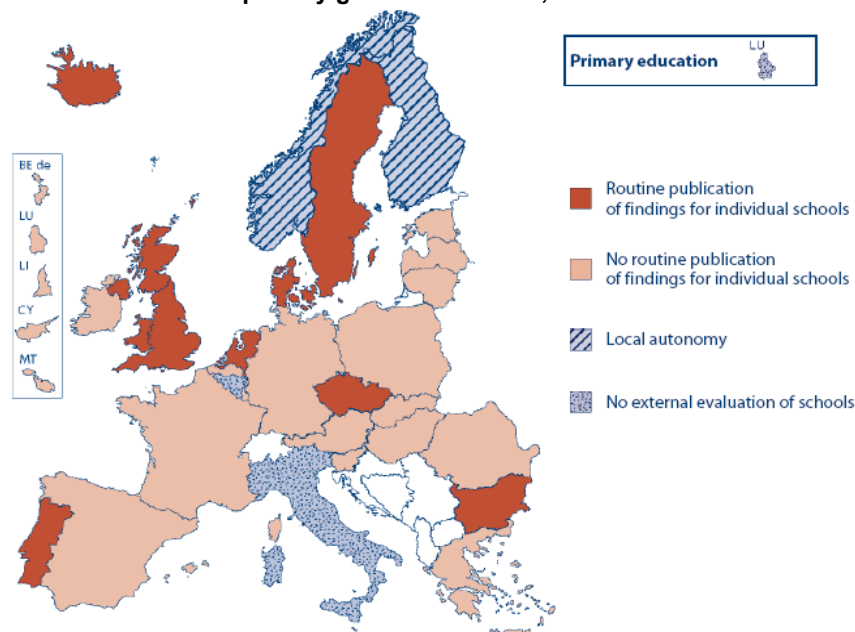 Primary education
LU
BE de
LU
LI
CY
MT
Routine publication
of findings for individual schools
No routine publication
of findings for individual schools
Local autonomy
No external evaluation of schools